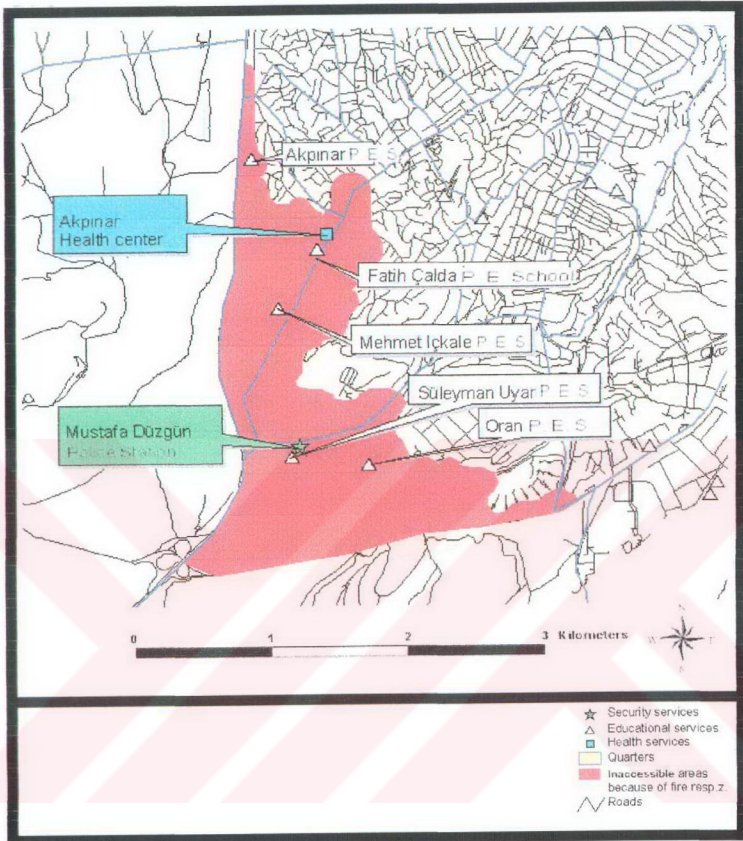 Akpınar P E S
Akpınar
Health center
Fatih Çalda P E School
Mehmet Içkale P E S
Süleyman Uyar P E S
Oran P E S
Mustafa Düzgün
Police Station
0 1 2 3 Kilometers
N
W E
S
Security services
Educational services
Health services
Quarters
Inaccessible areas
because of fire resp.z.
Roads